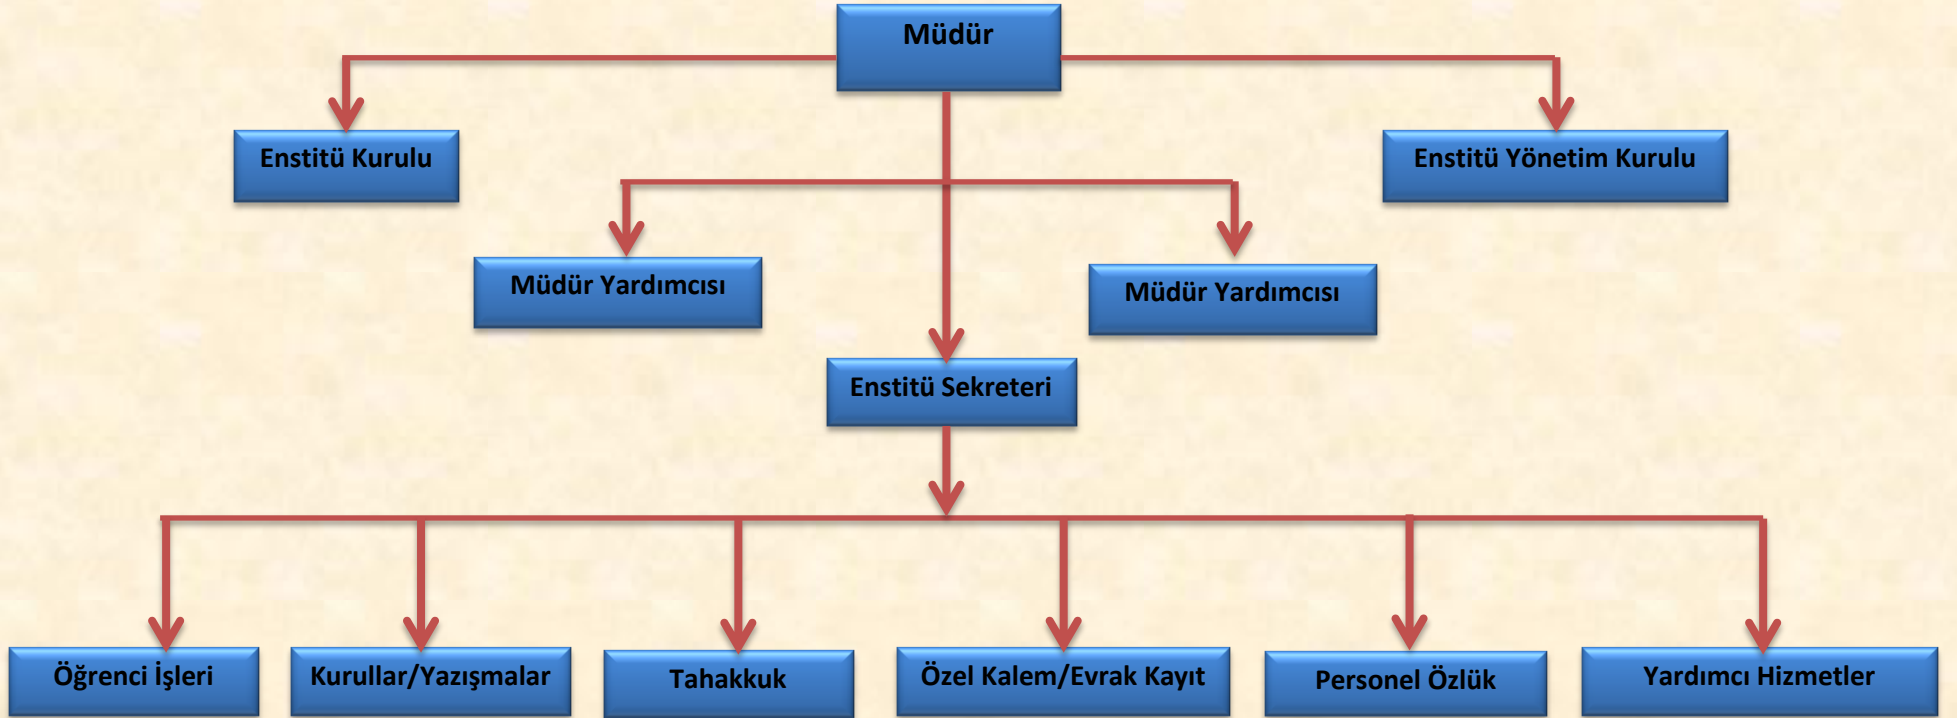 Müdür
Enstitü Kurulu
Enstitü Yönetim Kurulu
Müdür Yardımcısı
Müdür Yardımcısı
Enstitü Sekreteri
Öğrenci İşleri
Kurullar/Yazışmalar
Tahakkuk
Özel Kalem/Evrak Kayıt
Personel Özlük
Yardımcı Hizmetler